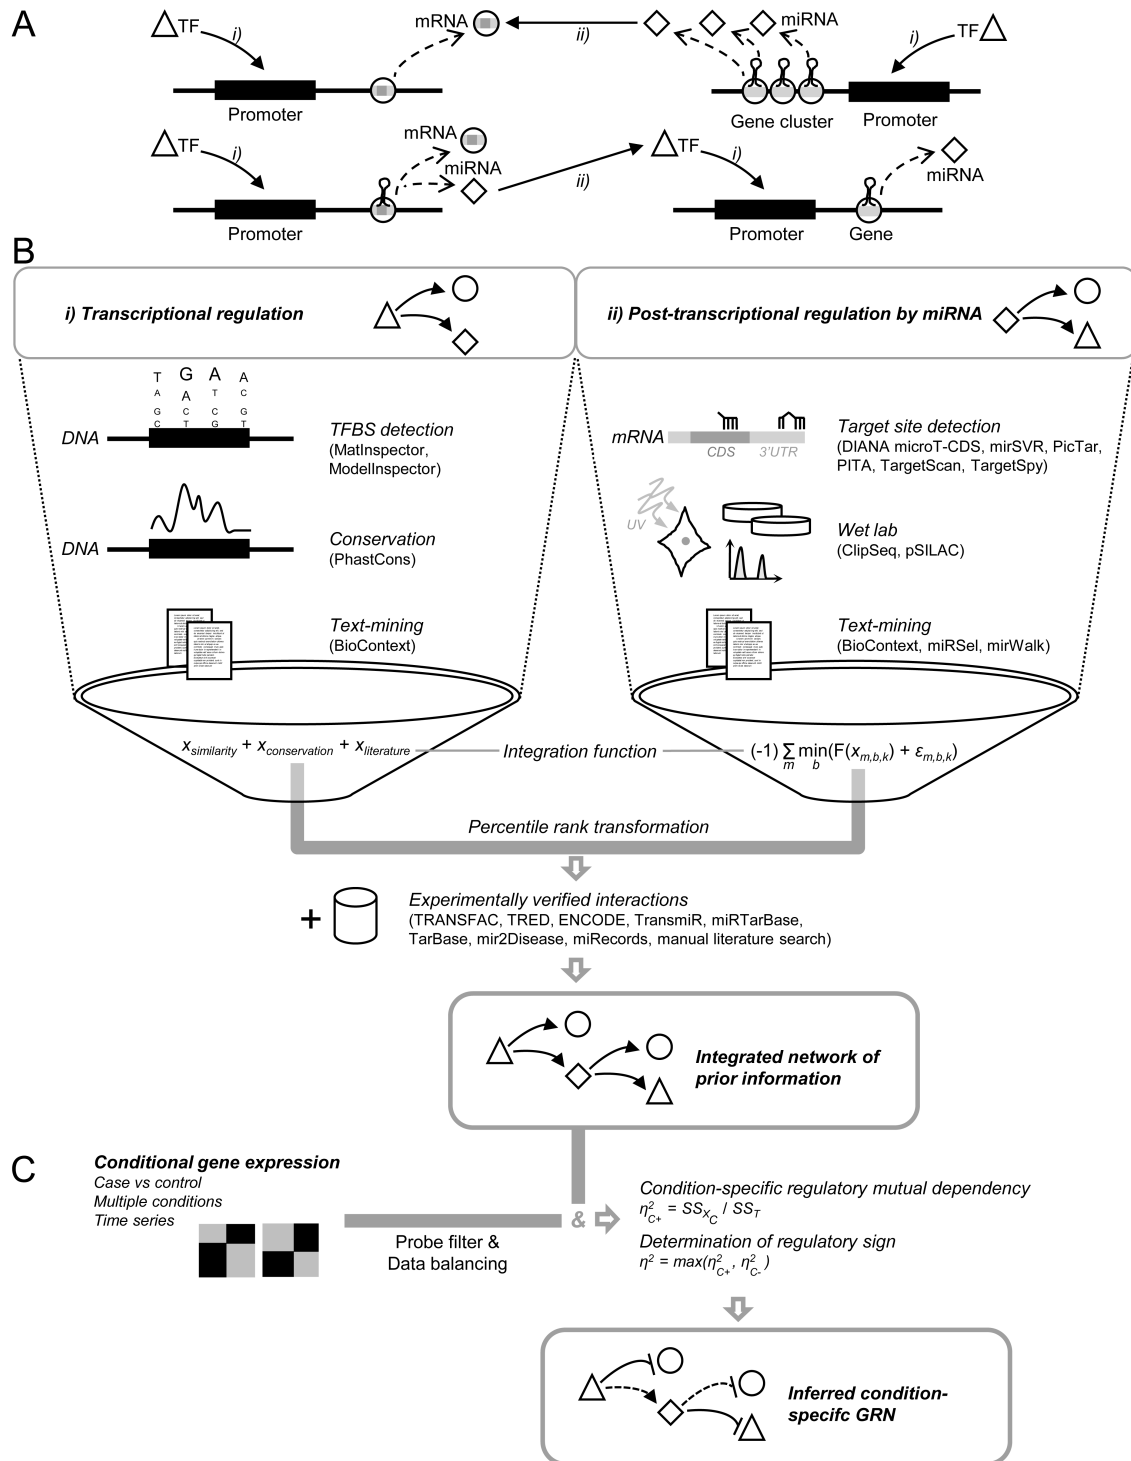 A
TF
i)
mRNA
ii)
miRNA
i)
TF
Promoter
Gene cluster
Promoter
TF
i)
mRNA
miRNA
ii)
TF
i)
miRNA
Promoter
Promoter
Gene
B
i) Transcriptional regulation
ii) Post-transcriptional regulation by miRNA
T G A A
A A T C
G C C G
C T G T
DNA
TFBS detection
(MatInspector,
ModelInspector)
mRNA
CDS
3'UTR
Target site detection
(DIANA microT-CDS, mirSVR, PicTar,
PITA, TargetScan, TargetSpy)
DNA
Conservation
(PhastCons)
UV
Wet lab
(ClipSeq, pSILAC)
Text-mining
(BioContext)
Text-mining
(BioContext, miRSel, mirWalk)
x_similarity + x_conservation + x_literature
Integration function
(-1) ∑_m min_b (F(x_m,b,k) + ε_m,b,k)
Percentile rank transformation
+
Experimentally verified interactions
(TRANSFAC, TRED, ENCODE, TransmiR, miRTarBase,
TarBase, mir2Disease, miRecords, manual literature search)
Integrated network of
prior information
C
Conditional gene expression
Case vs control
Multiple conditions
Time series
Probe filter &
Data balancing
&
Condition-specific regulatory mutual dependency
η²_C+ = SS_X_C / SS_T
Determination of regulatory sign
η² = max(η²_C+, η²_C-)
Inferred condition-
specifc GRN